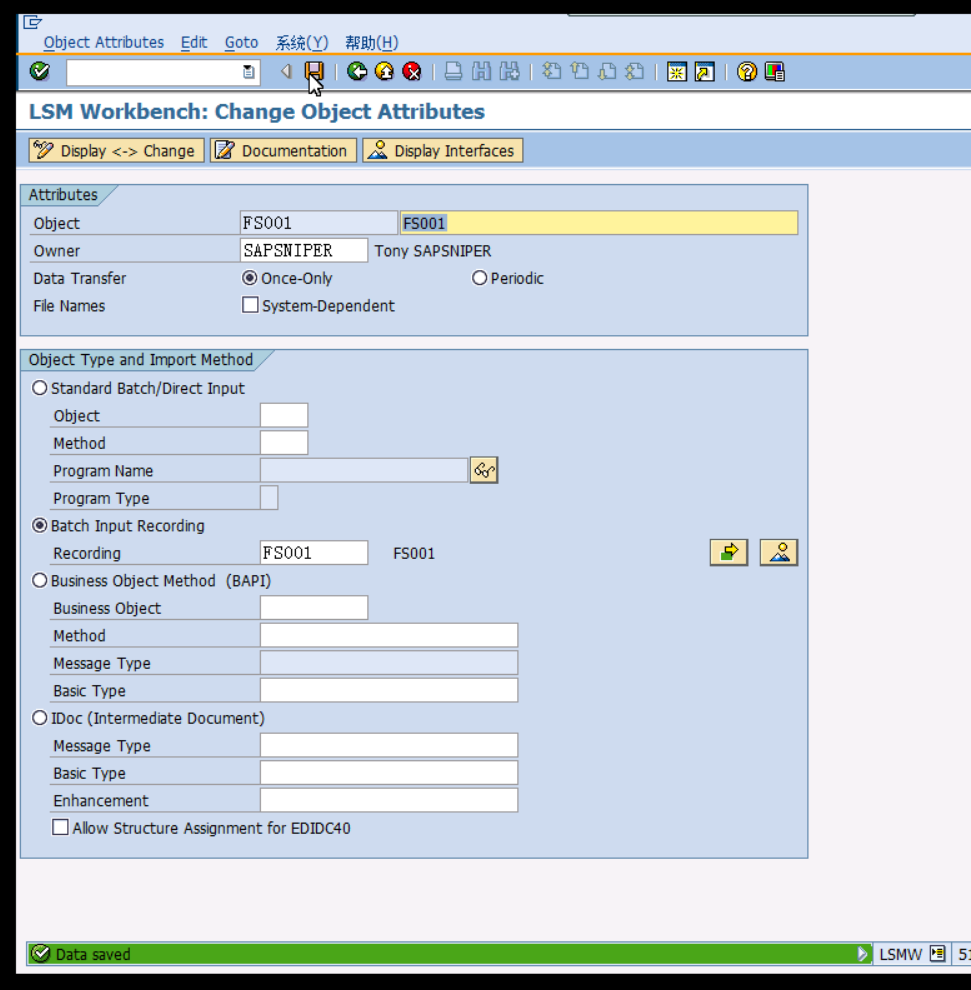 Object Attributes Edit Goto 系统(Y) 帮助(H)
LSM Workbench: Change Object Attributes
Display <-> Change Documentation Display Interfaces
Attributes
Object FS001 FS001
Owner SAPSNIPER Tony SAPSNIPER
Data Transfer Once-Only Periodic
File Names System-Dependent
Object Type and Import Method
Standard Batch/Direct Input
Object
Method
Program Name
Program Type
Batch Input Recording
Recording FS001 FS001
Business Object Method (BAPI)
Business Object
Method
Message Type
Basic Type
IDoc (Intermediate Document)
Message Type
Basic Type
Enhancement
Allow Structure Assignment for EDIDC40
Data saved LSMW